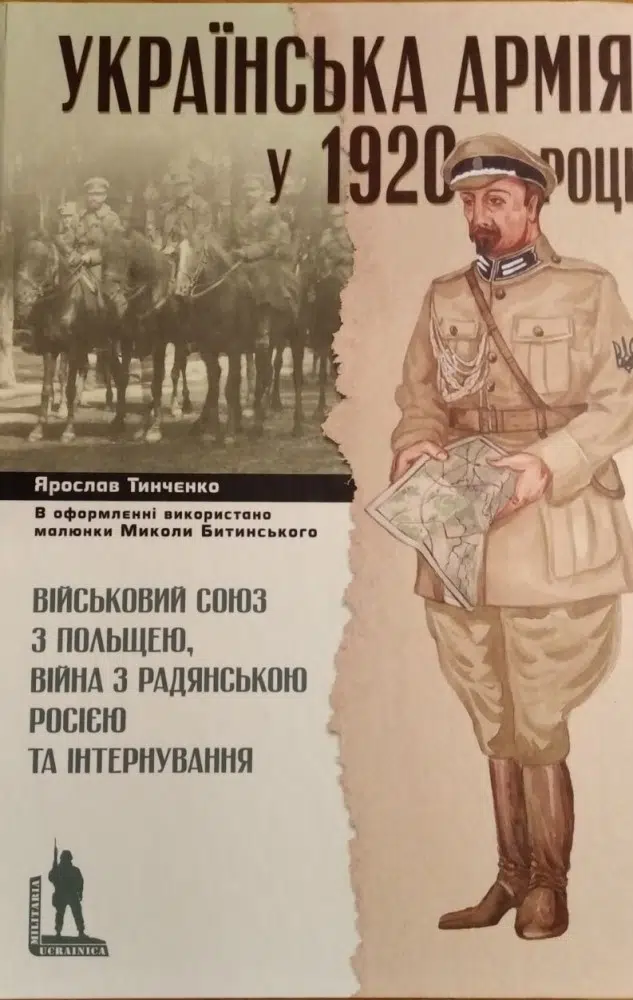 УКРАЇНСЬКА АРМІЯ
У 1920 РОЦІ
Ярослав Тинченко
В оформленні використано
малюнки Миколи Битинського
ВІЙСЬКОВИЙ СОЮЗ
З ПОЛЬЩЕЮ,
ВІЙНА З РАДЯНСЬКОЮ
РОСІЄЮ
ТА ІНТЕРНУВАННЯ
MILITARIA
UCRAINICA